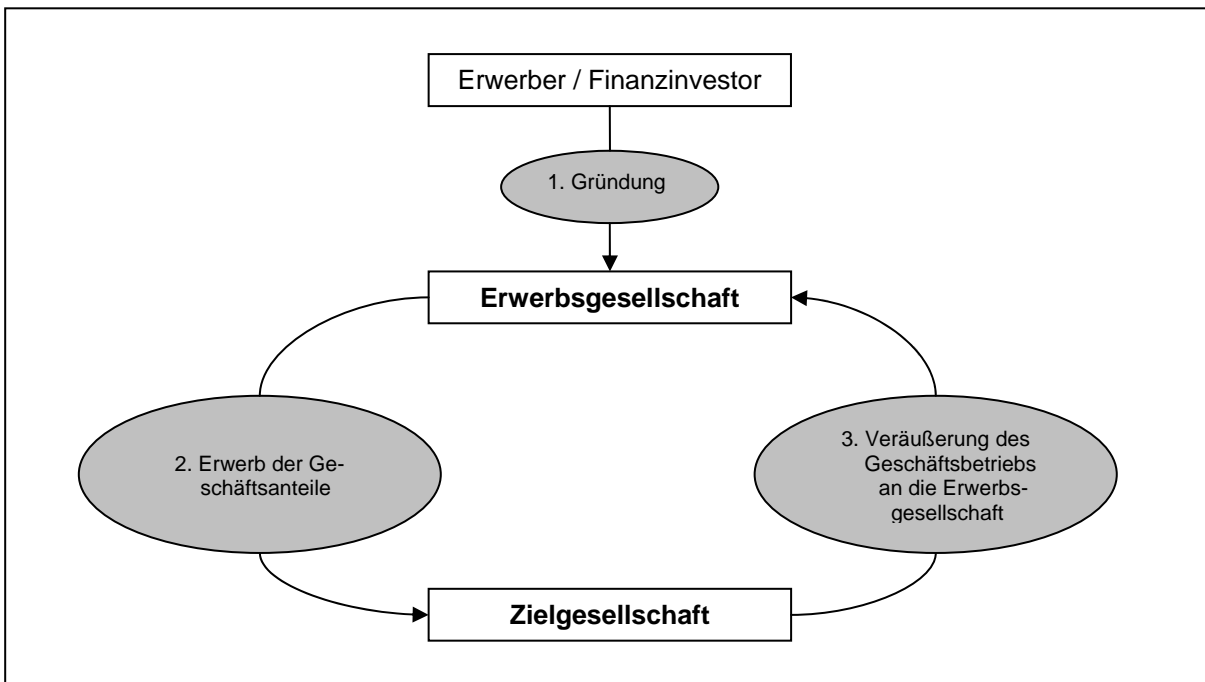 Erwerber / Finanzinvestor
1. Gründung
Erwerbsgesellschaft
2. Erwerb der Ge-
schäftsanteile
3. Veräußerung des
Geschäftsbetriebs
an die Erwerbs-
gesellschaft
Zielgesellschaft